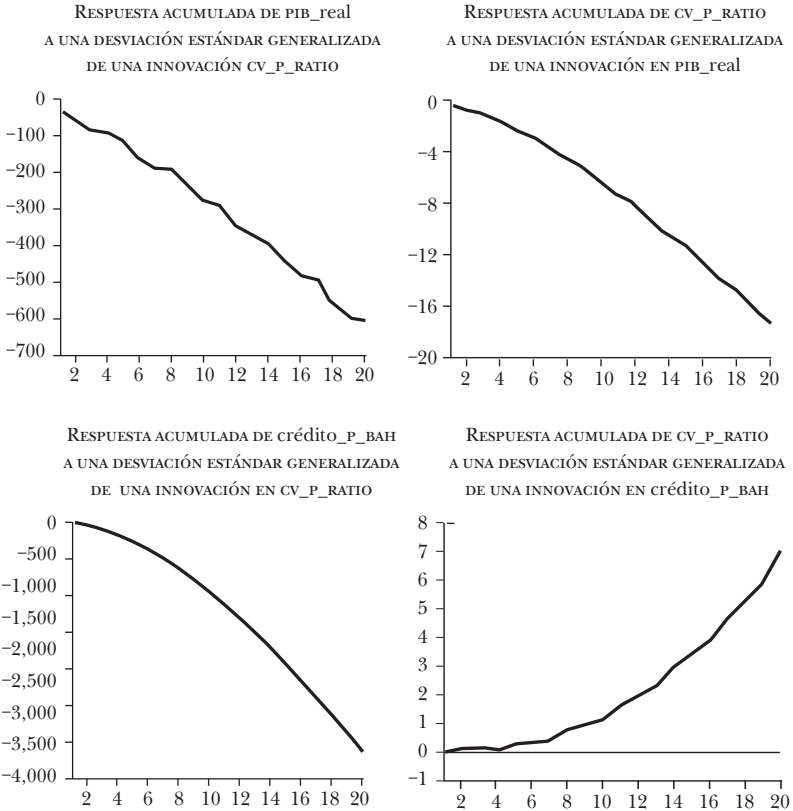 RESPUESTA ACUMULADA DE PIB_real
A UNA DESVIACIÓN ESTÁNDAR GENERALIZADA
DE UNA INNOVACIÓN CV_P_RATIO
0
−100
−200
−300
−400
−500
−600
−700
2 4 6 8 10 12 14 16 18 20
RESPUESTA ACUMULADA DE CV_P_RATIO
A UNA DESVIACIÓN ESTÁNDAR GENERALIZADA
DE UNA INNOVACIÓN EN PIB_real
0
−4
−8
−12
−16
−20
2 4 6 8 10 12 14 16 18 20
RESPUESTA ACUMULADA DE crédito_P_BAH
A UNA DESVIACIÓN ESTÁNDAR GENERALIZADA
DE UNA INNOVACIÓN EN CV_P_RATIO
0
−500
−1,000
−1,500
−2,000
−2,500
−3,000
−3,500
−4,000
2 4 6 8 10 12 14 16 18 20
RESPUESTA ACUMULADA DE CV_P_RATIO
A UNA DESVIACIÓN ESTÁNDAR GENERALIZADA
DE UNA INNOVACIÓN EN crédito_P_BAH
8
7
6
5
4
3
2
1
0
−1
2 4 6 8 10 12 14 16 18 20